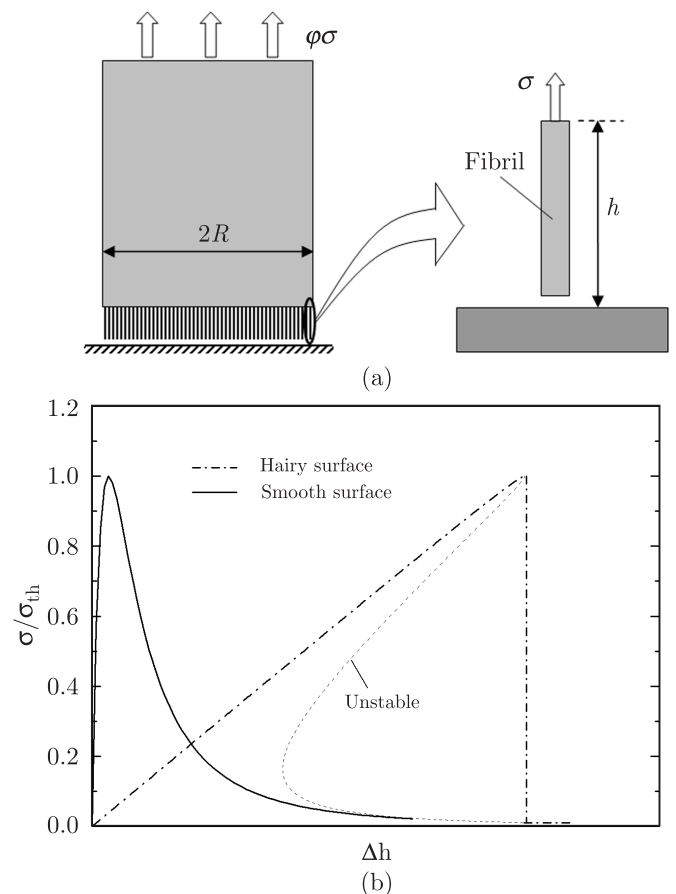 φσ
σ
Fibril
h
2R
(a)
1.2
1.0
0.8
0.6
0.4
0.2
0.0
σ/σth
Hairy surface
Smooth surface
Unstable
Δh
(b)